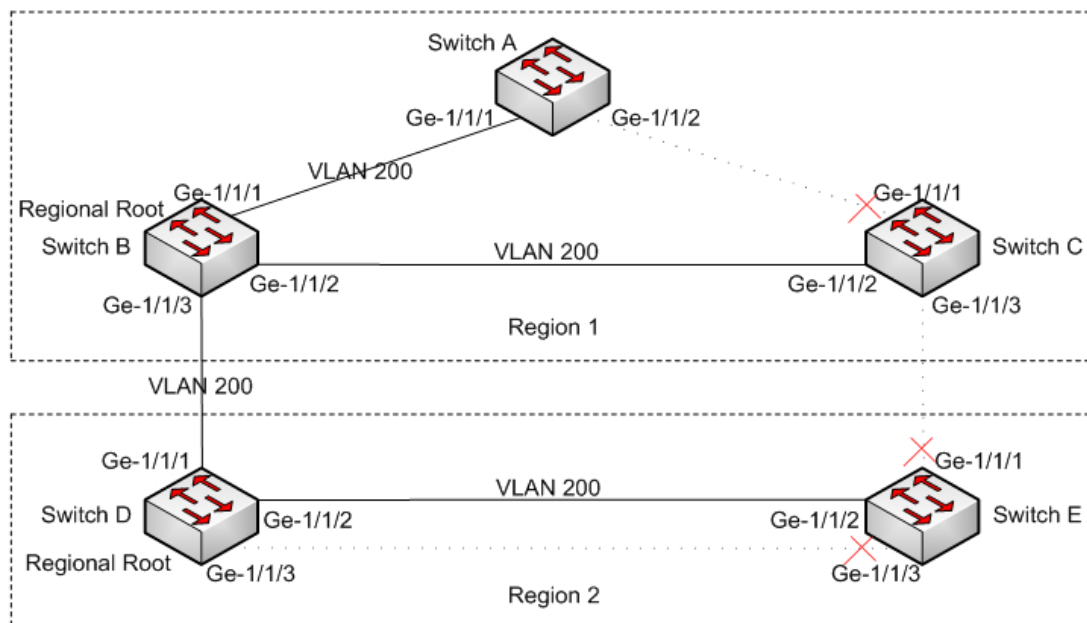 Switch A
Ge-1/1/1
Ge-1/1/2
VLAN 200
Ge-1/1/1
Ge-1/1/1
Regional Root
Switch B
VLAN 200
Switch C
Ge-1/1/2
Ge-1/1/2
Ge-1/1/3
Ge-1/1/3
Region 1
VLAN 200
Ge-1/1/1
Ge-1/1/1
VLAN 200
Switch D
Ge-1/1/2
Ge-1/1/2
Switch E
Regional Root
Ge-1/1/3
Ge-1/1/3
Region 2